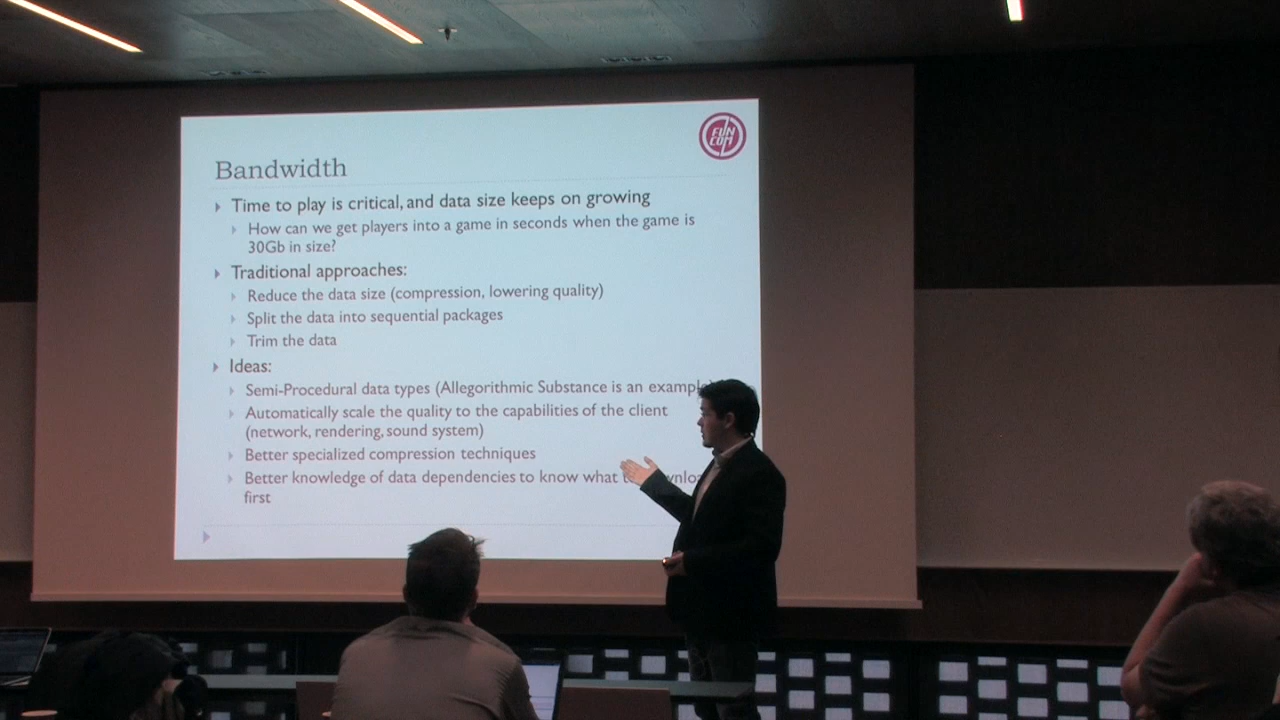 FUN
COM
Bandwidth
Time to play is critical, and data size keeps on growing
How can we get players into a game in seconds when the game is
30Gb in size?
Traditional approaches:
Reduce the data size (compression, lowering quality)
Split the data into sequential packages
Trim the data
Ideas:
Semi-Procedural data types (Allegorithmic Substance is an example)
Automatically scale the quality to the capabilities of the client
(network, rendering, sound system)
Better specialized compression techniques
Better knowledge of data dependencies to know what
first